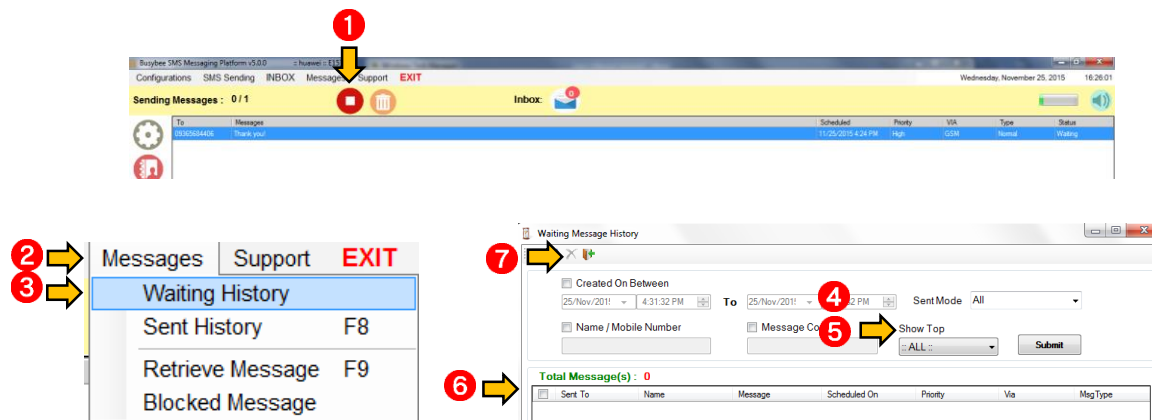 1
Busybee SMS Messaging Platform v5.0.0 :: huawei :: E15
Configurations SMS Sending INBOX Messages Support EXIT Wednesday, November 25, 2015 16:26:01
Sending Messages : 0 / 1 Inbox: 0
To Messages Scheduled Priority VIA Type Status
09365684406 Thank you! 11/25/2015 4:24 PM High GSM Normal Waiting
2 Messages Support EXIT
3 Waiting History
Sent History F8
Retrieve Message F9
Blocked Message
Waiting Message History
7
Created On Between
25/Nov/201! 4:31:32 PM To 25/Nov/201! 4 32 PM Sent Mode All
Name / Mobile Number Message Co 5 Show Top
:: ALL :: Submit
6 Total Message(s) : 0
Sent To Name Message Scheduled On Priority Via MsgType